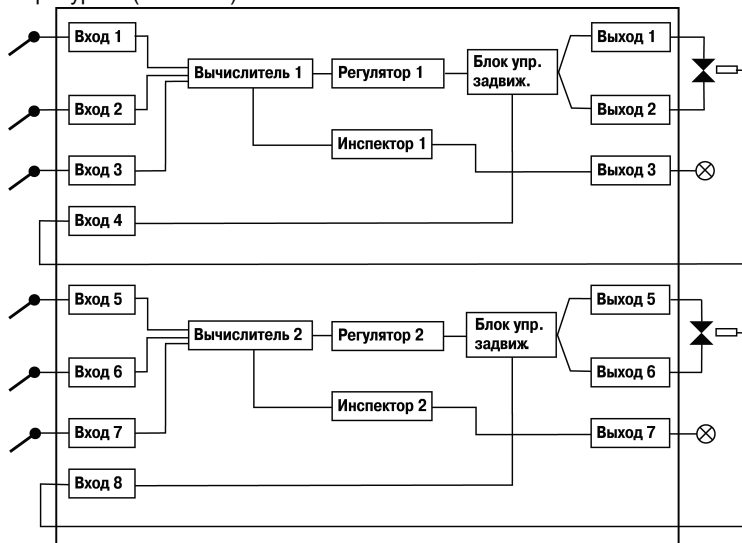 Вход 1
Вычислитель 1
Регулятор 1
Блок упр.
задвиж.
Выход 1
Вход 2
Выход 2
Вход 3
Инспектор 1
Выход 3
Вход 4
Вход 5
Вычислитель 2
Регулятор 2
Блок упр.
задвиж.
Выход 5
Вход 6
Выход 6
Вход 7
Инспектор 2
Выход 7
Вход 8